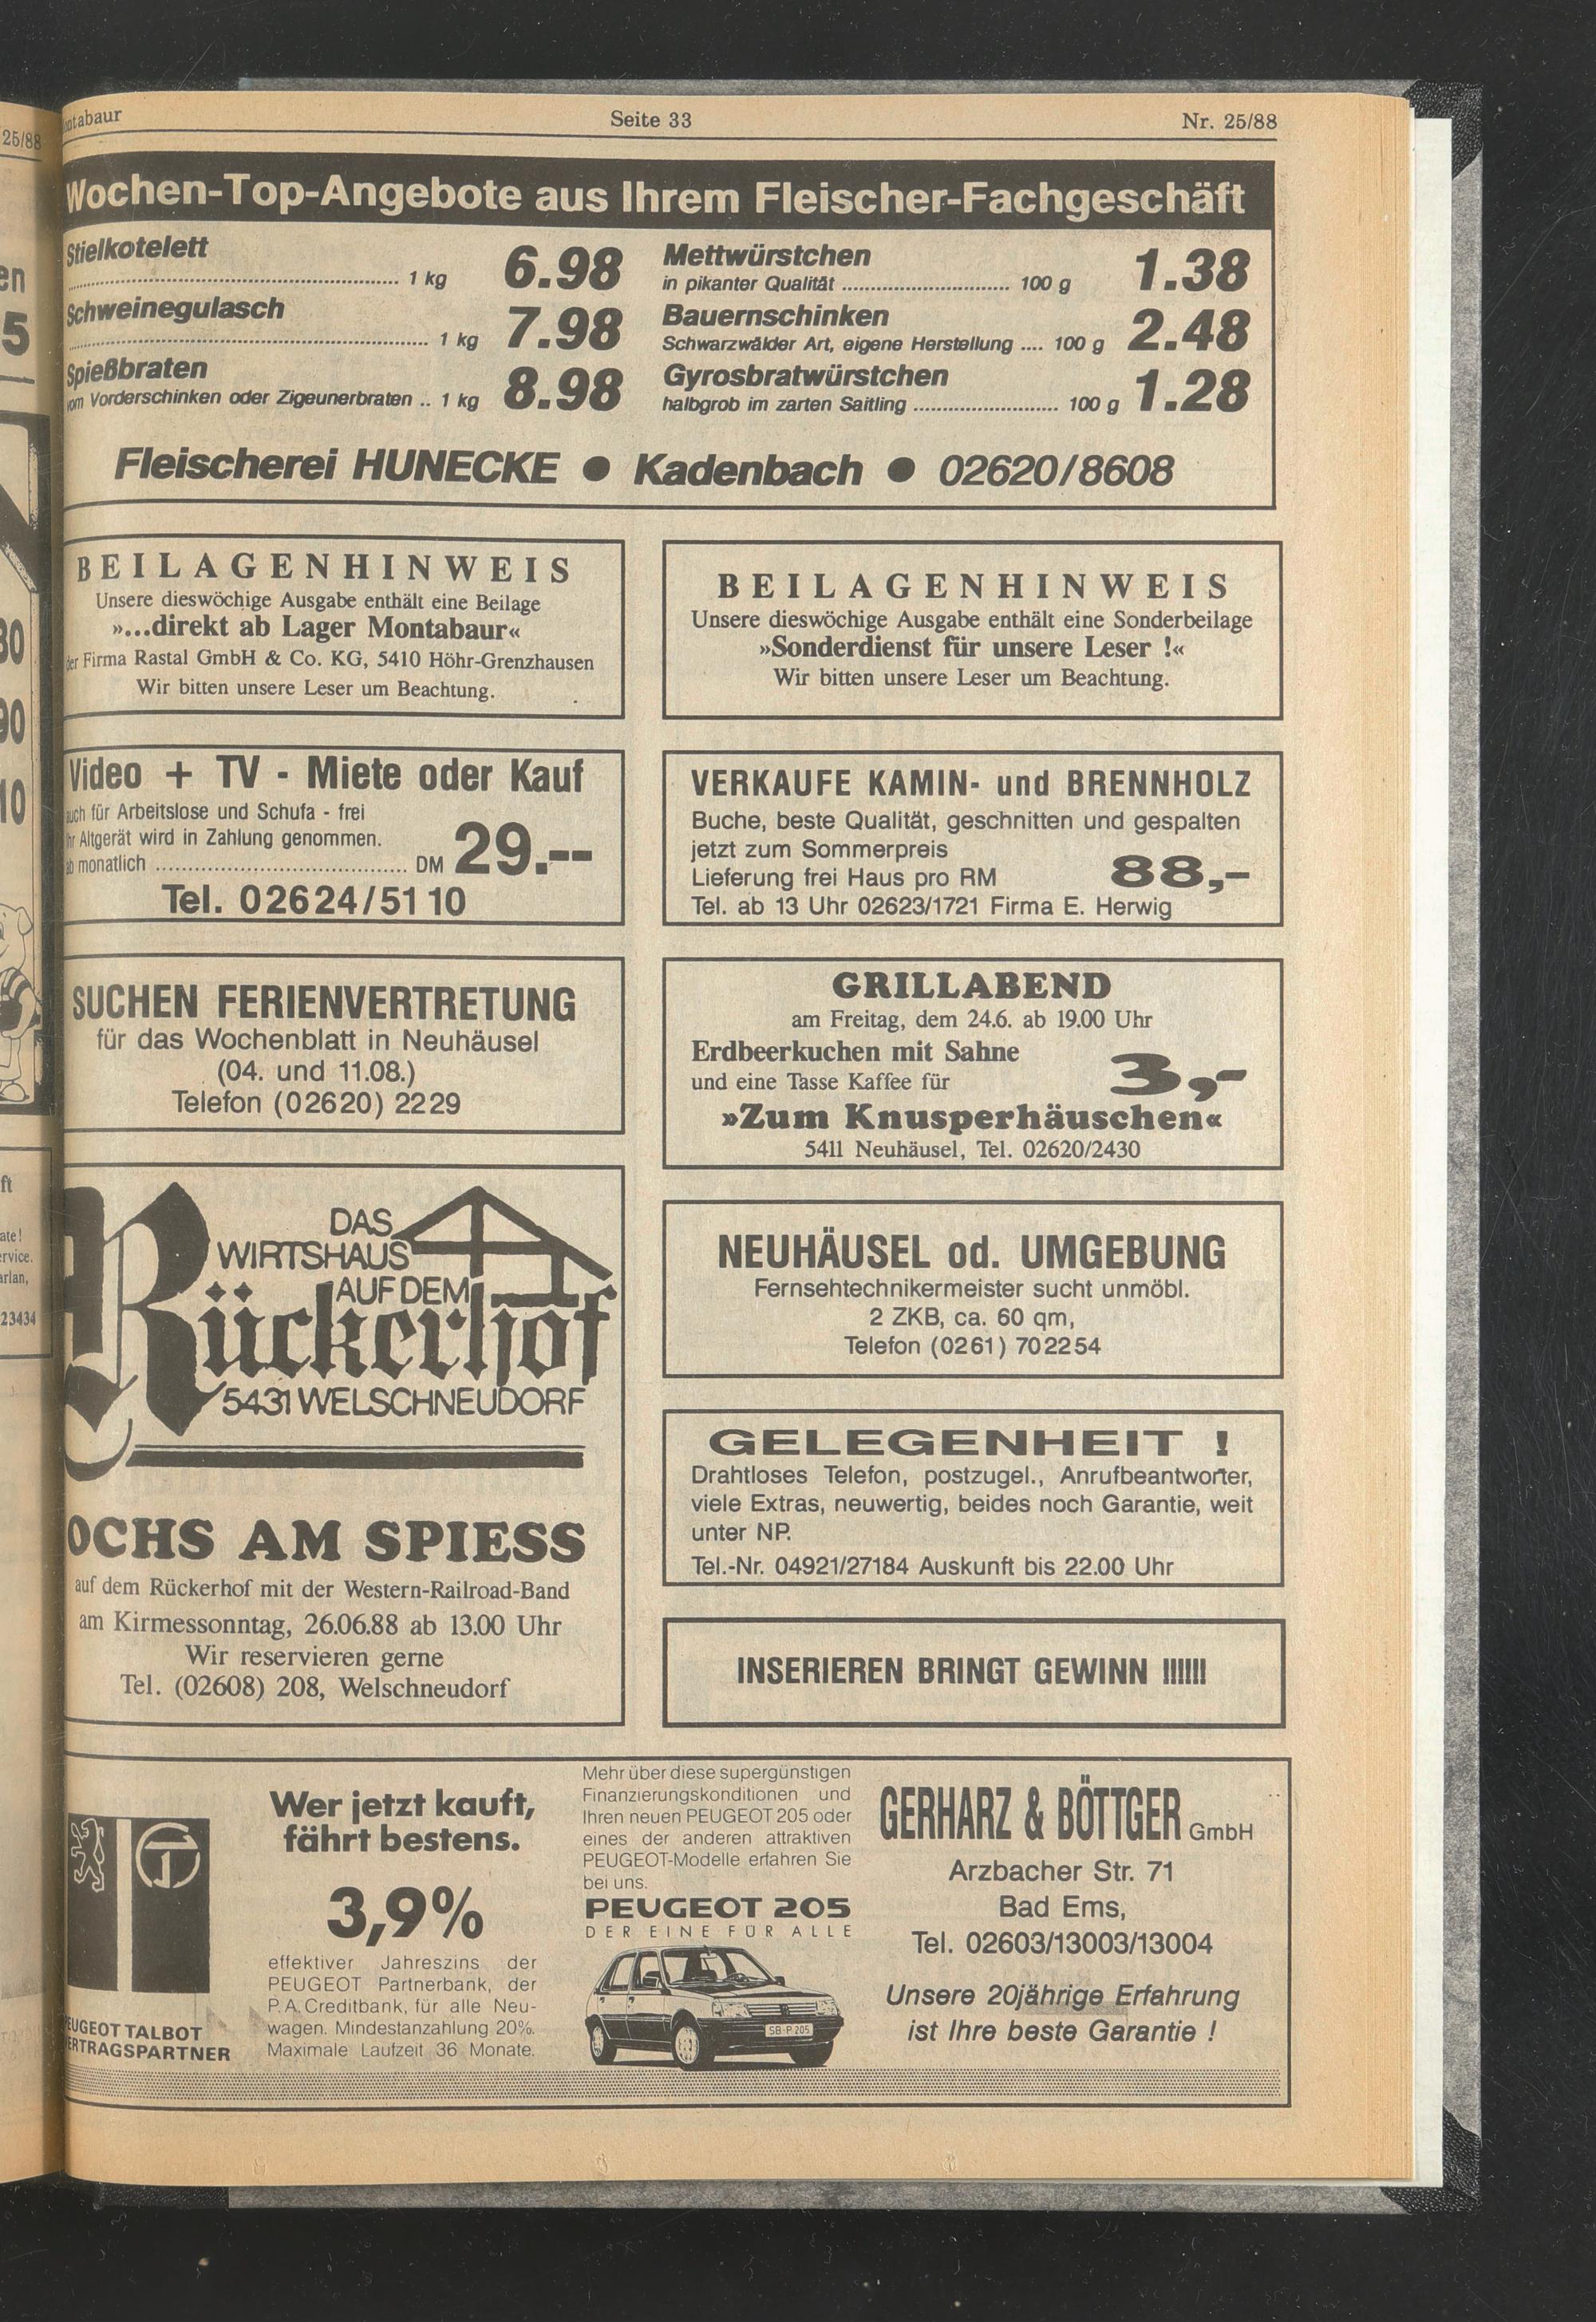 Seite 33
Nr. 25/88
Wochen-Top-Angebote aus Ihrem Fleischer-Fachgeschäft
Stielkotelett
1 kg 6.98
Schweinegulasch
1 kg 7.98
Spießbraten
vom Vorderschinken oder Zigeunerbraten .. 1 kg 8.98
Mettwürstchen
in pikanter Qualität ........ 100 g 1.38
Bauernschinken
Schwarzwälder Art, eigene Herstellung .... 100 g 2.48
Gyrosbratwürstchen
halbgrob im zarten Saitling ........ 100 g 1.28
Fleischerei HUNECKE ● Kadenbach ● 02620/8608
BEILAGENHINWEIS
Unsere dieswöchige Ausgabe enthält eine Beilage
»...direkt ab Lager Montabaur«
der Firma Rastal GmbH & Co. KG, 5410 Höhr-Grenzhausen
Wir bitten unsere Leser um Beachtung.
BEILAGENHINWEIS
Unsere dieswöchige Ausgabe enthält eine Sonderbeilage
»Sonderdienst für unsere Leser !«
Wir bitten unsere Leser um Beachtung.
Video + TV - Miete oder Kauf
auch für Arbeitslose und Schufa - frei
Ihr Altgerät wird in Zahlung genommen.
ab monatlich ........ DM 29.--
Tel. 02624/5110
VERKAUFE KAMIN- und BRENNHOLZ
Buche, beste Qualität, geschnitten und gespalten
jetzt zum Sommerpreis
Lieferung frei Haus pro RM 88,-
Tel. ab 13 Uhr 02623/1721 Firma E. Herwig
SUCHEN FERIENVERTRETUNG
für das Wochenblatt in Neuhäusel
(04. und 11.08.)
Telefon (02620) 2229
GRILLABEND
am Freitag, dem 24.6. ab 19.00 Uhr
Erdbeerkuchen mit Sahne
und eine Tasse Kaffee für 3,-
»Zum Knusperhäuschen«
5411 Neuhäusel, Tel. 02620/2430
DAS
WIRTSHAUS
AUF DEM
Rückerhof
5431 WELSCHNEUDORF
OCHS AM SPIESS
auf dem Rückerhof mit der Western-Railroad-Band
am Kirmessonntag, 26.06.88 ab 13.00 Uhr
Wir reservieren gerne
Tel. (02608) 208, Welschneudorf
NEUHÄUSEL od. UMGEBUNG
Fernsehtechnikermeister sucht unmöbl.
2 ZKB, ca. 60 qm,
Telefon (0261) 702254
GELEGENHEIT !
Drahtloses Telefon, postzugel., Anrufbeantworter,
viele Extras, neuwertig, beides noch Garantie, weit
unter NP.
Tel.-Nr. 04921/27184 Auskunft bis 22.00 Uhr
INSERIEREN BRINGT GEWINN !!!!!!
PEUGEOT TALBOT
VERTRAGSPARTNER
Wer jetzt kauft,
fährt bestens.
3,9%
effektiver Jahreszins der
PEUGEOT Partnerbank, der
P.A. Creditbank, für alle Neu-
wagen. Mindestanzahlung 20%.
Maximale Laufzeit 36 Monate.
Mehr über diese supergünstigen
Finanzierungskonditionen und
Ihren neuen PEUGEOT 205 oder
eines der anderen attraktiven
PEUGEOT-Modelle erfahren Sie
bei uns.
PEUGEOT 205
DER EINE FÜR ALLE
SB-P 205
GERHARZ & BÖTTGER GmbH
Arzbacher Str. 71
Bad Ems,
Tel. 02603/13003/13004
Unsere 20jährige Erfahrung
ist Ihre beste Garantie !
25/88
23434